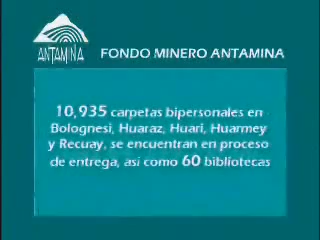 ANTAMINA
FONDO MINERO ANTAMINA
10,935 carpetas bipersonales en
Bolognesi, Huaraz, Huari, Huarmey
y Recuay, se encuentran en proceso
de entrega, así como 60 bibliotecas